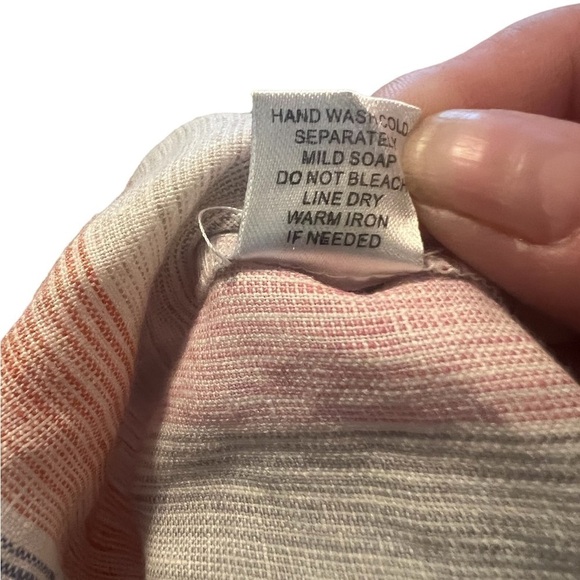 HAND WASH COLD
SEPARATELY
MILD SOAP
DO NOT BLEACH
LINE DRY
WARM IRON
IF NEEDED